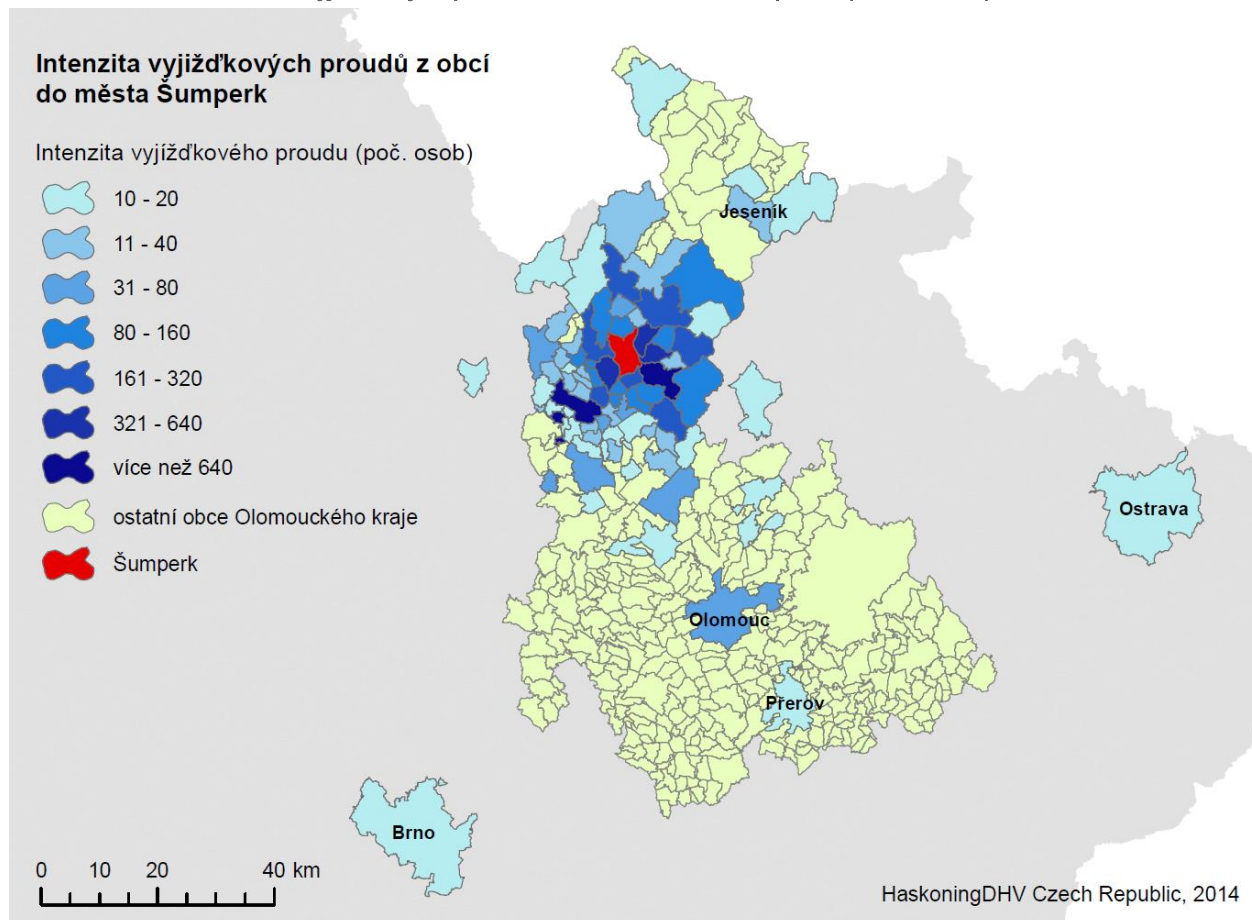 Intenzita vyjižďkových proudů z obcí
do města Šumperk
Intenzita vyjížďkového proudu (poč. osob)
10 - 20
11 - 40
31 - 80
80 - 160
161 - 320
321 - 640
více než 640
ostatní obce Olomouckého kraje
Šumperk
Jeseník
Ostrava
Olomouc
Přerov
Brno
0 10 20 40 km
HaskoningDHV Czech Republic, 2014